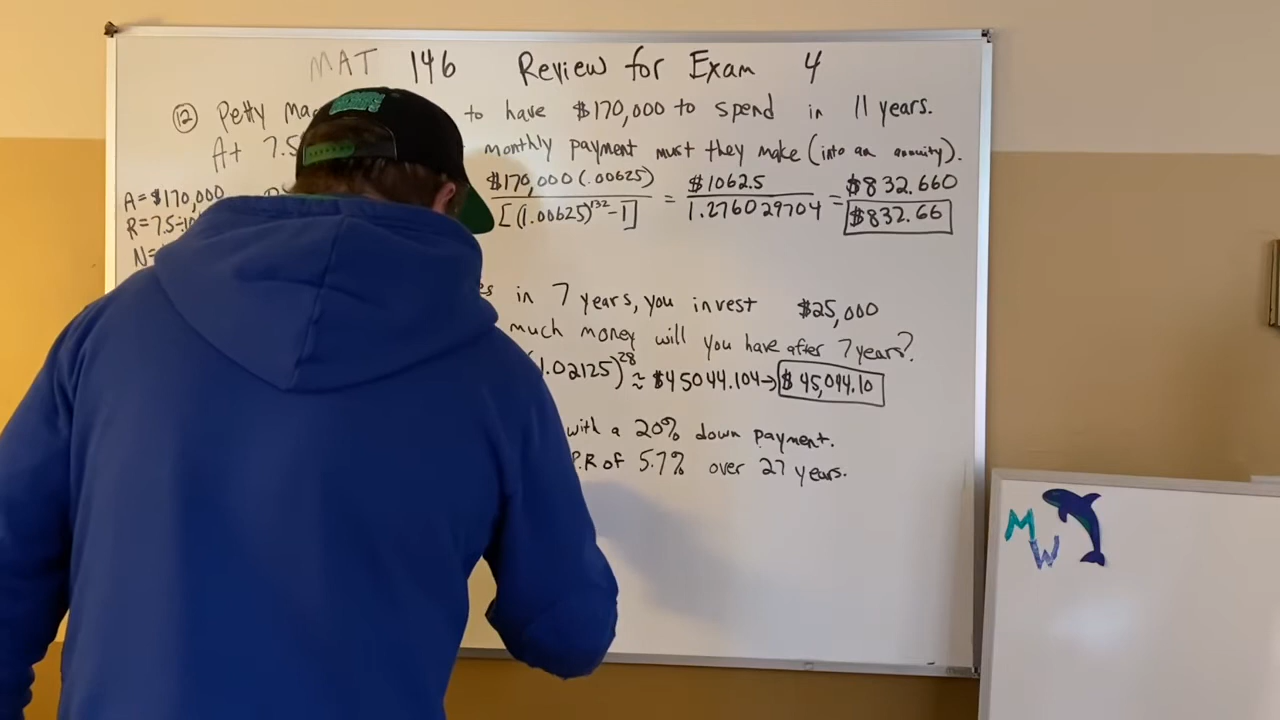 MAT 146 Review for Exam 4
⑫ Petty to have $170,000 to spend in 11 years.
At 7.5 monthly payment must they make (into an annuity).
A = $170,000
R = 7.5÷
N =
$170,000(.00625) / [(1.00625)^132 - 1] = $1062.5 / 1.276029704 = $832.660
$832.66
in 7 years, you invest $25,000
much money will you have after 7 years?
(1.02125)^28 ≈ $45044.104 → $45,044.10
with a 20% down payment.
P.R of 5.7% over 27 years.
MW